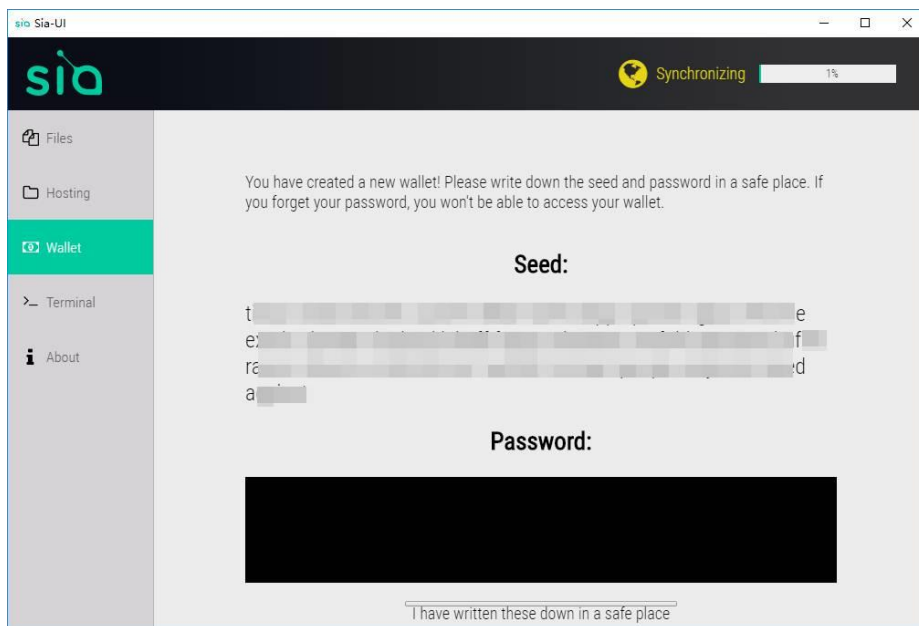 sia Sia-UI
sia
Synchronizing 1%
Files
Hosting
Wallet
>_ Terminal
About
You have created a new wallet! Please write down the seed and password in a safe place. If
you forget your password, you won't be able to access your wallet.
Seed:
Password:
I have written these down in a safe place